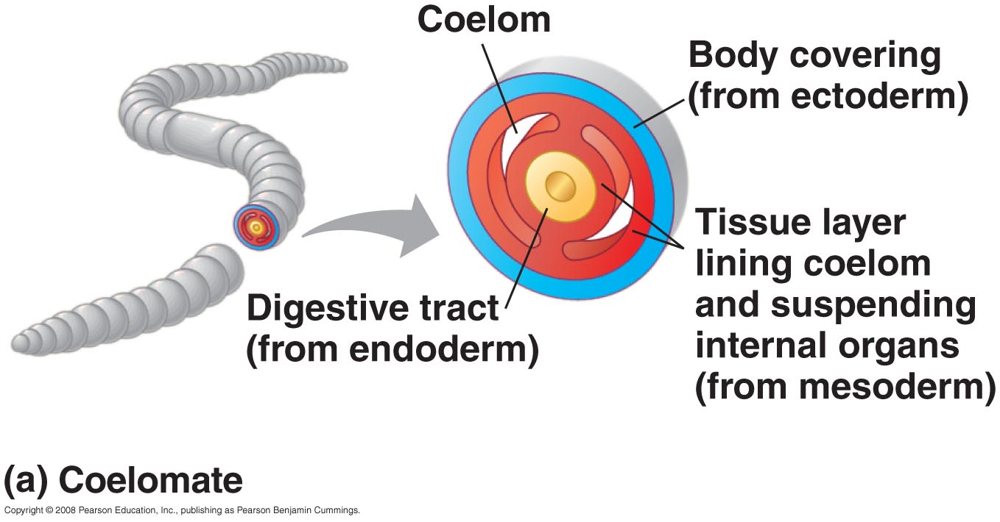 Coelom
Body covering
(from ectoderm)
Tissue layer
lining coelom
and suspending
internal organs
(from mesoderm)
Digestive tract
(from endoderm)
(a) Coelomate
Copyright © 2008 Pearson Education, Inc., publishing as Pearson Benjamin Cummings.